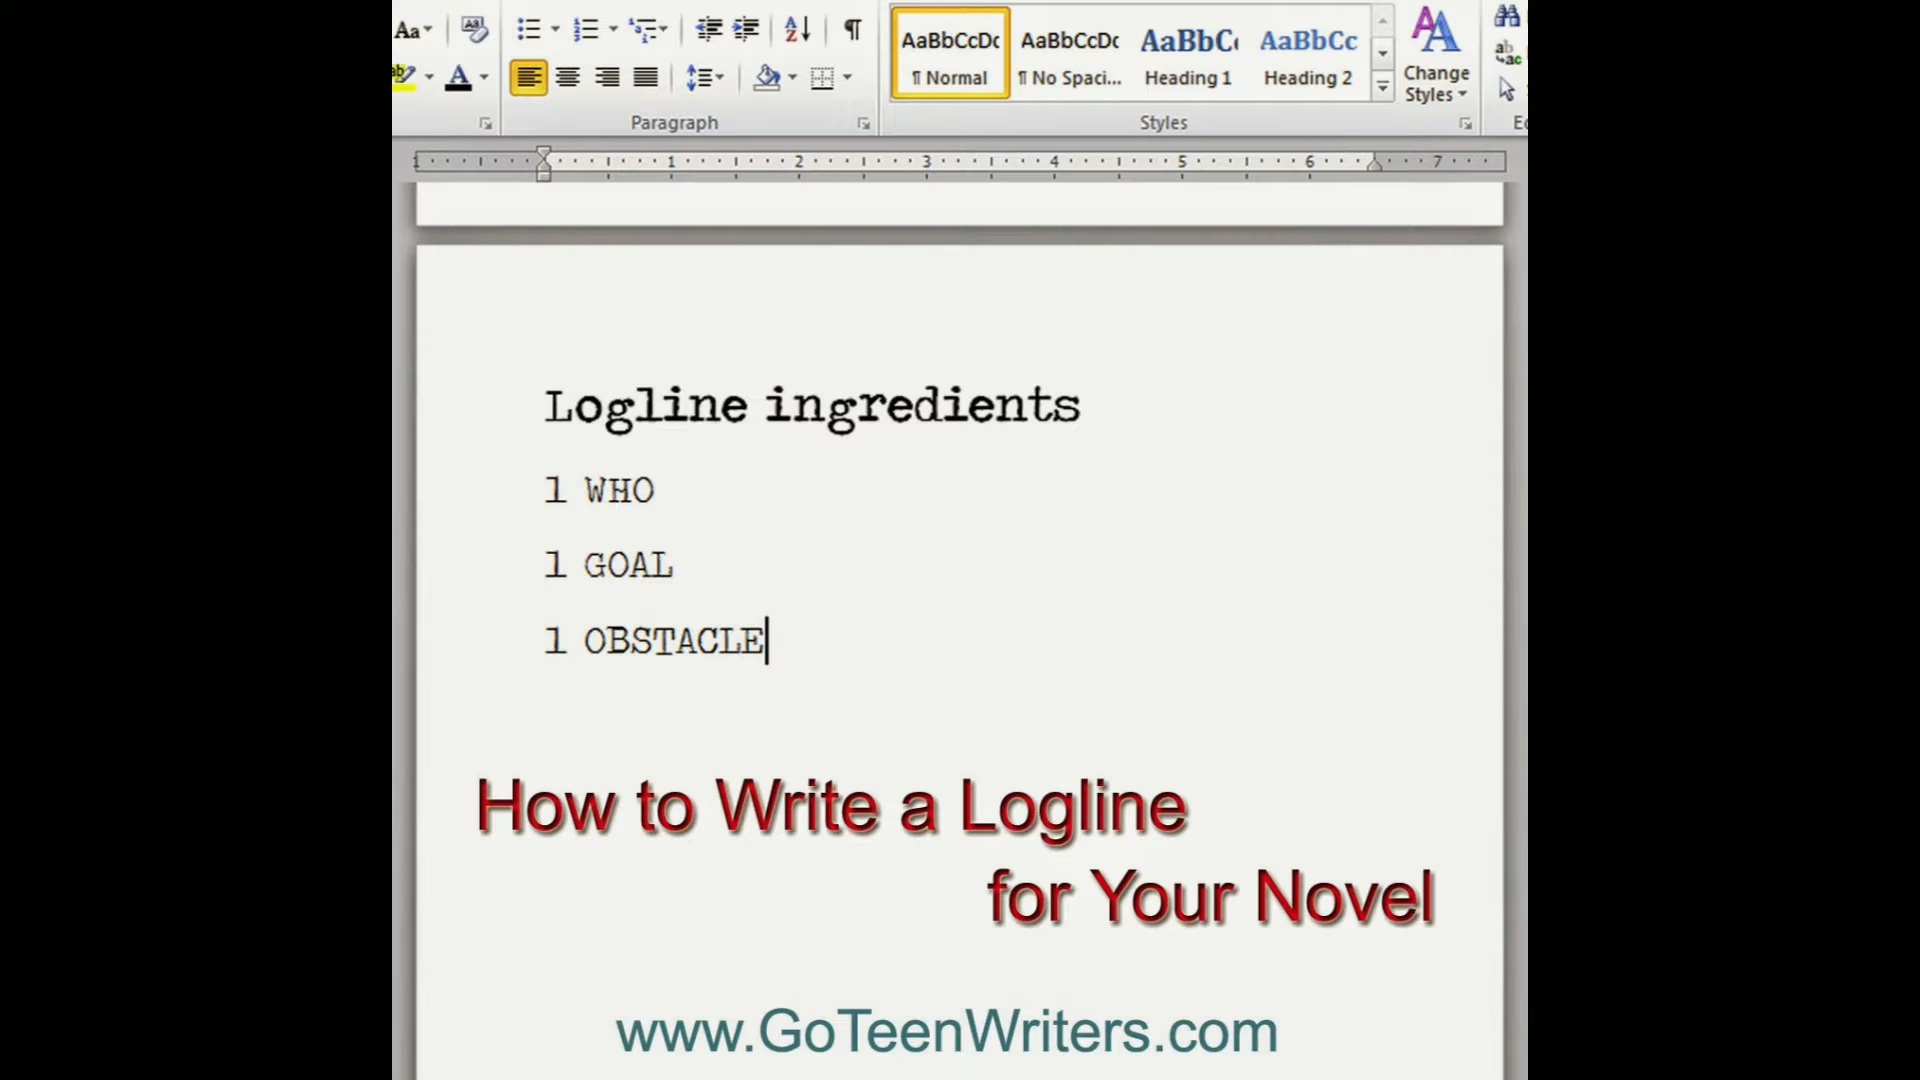 Aa
AaBbCcDc AaBbCcDc AaBbC AaBbCc
¶ Normal ¶ No Spaci... Heading 1 Heading 2
Change
Styles
Paragraph Styles
1 1 2 3 4 5 6 7
Logline ingredients
1 WHO
1 GOAL
1 OBSTACLE
How to Write a Logline
for Your Novel
www.GoTeenWriters.com